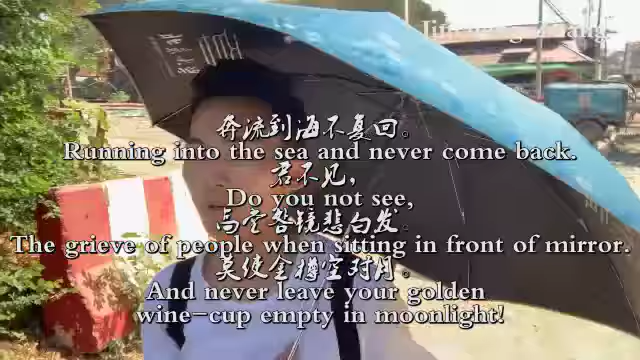 奔流到海不复回。
Running into the sea and never come back.
君不见,
Do you not see,
高堂明镜悲白发。
The grieve of people when sitting in front of mirror.
莫使金樽空对月。
And never leave your golden
wine-cup empty in moonlight!